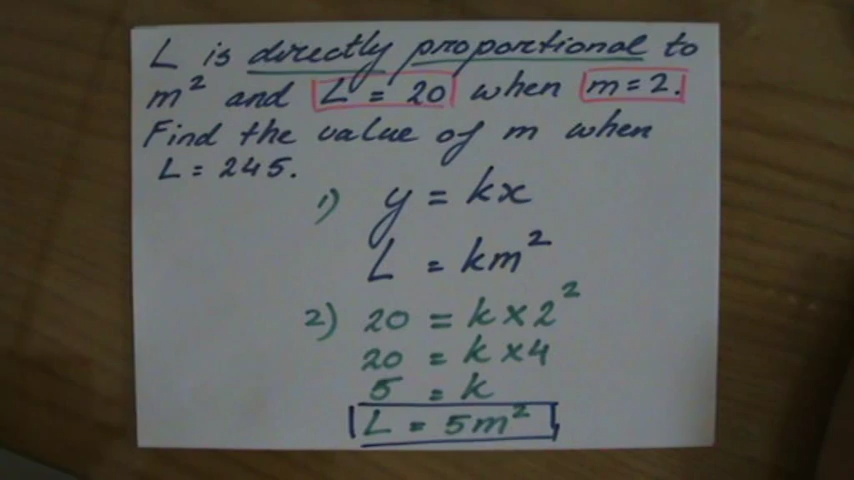 L is directly proportional to
m² and L = 20 when m = 2.
Find the value of m when
L = 245.
1) y = kx
L = km²
2) 20 = k × 2²
20 = k × 4
5 = k
L = 5m²